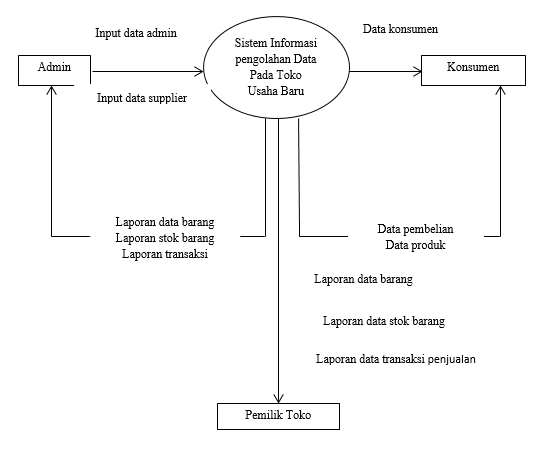 Input data admin
Data konsumen
Sistem Informasi
pengolahan Data
Pada Toko
Usaha Baru
Admin
Konsumen
Input data supplier
Laporan data barang
Laporan stok barang
Laporan transaksi
Data pembelian
Data produk
Laporan data barang
Laporan data stok barang
Laporan data transaksi penjualan
Pemilik Toko